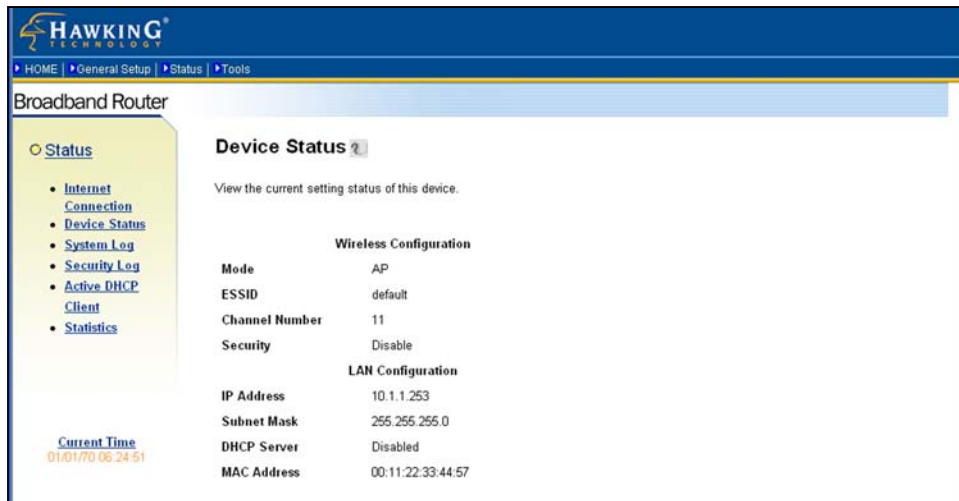 HAWKING
TECHNOLOGY
HOME | General Setup | Status | Tools
Broadband Router
Status
Internet
Connection
Device Status
System Log
Security Log
Active DHCP
Client
Statistics
Current Time
01/01/70 06:24:51
Device Status
View the current setting status of this device.
Wireless Configuration
Mode AP
ESSID default
Channel Number 11
Security Disable
LAN Configuration
IP Address 10.1.1.253
Subnet Mask 255.255.255.0
DHCP Server Disabled
MAC Address 00:11:22:33:44:57